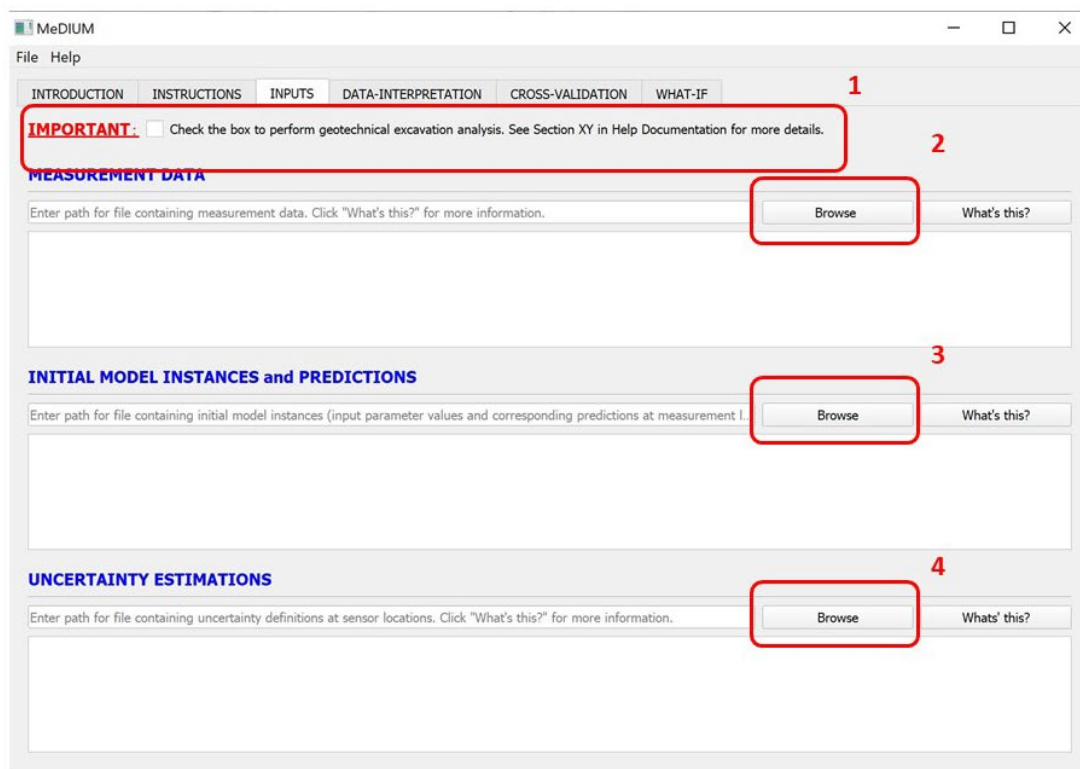 MeDIUM
File Help
INTRODUCTION INSTRUCTIONS INPUTS DATA-INTERPRETATION CROSS-VALIDATION WHAT-IF
1
IMPORTANT: Check the box to perform geotechnical excavation analysis. See Section XY in Help Documentation for more details.
2
MEASUREMENT DATA
Enter path for file containing measurement data. Click "What's this?" for more information. Browse What's this?
3
INITIAL MODEL INSTANCES and PREDICTIONS
Enter path for file containing initial model instances (input parameter values and corresponding predictions at measurement l... Browse What's this?
4
UNCERTAINTY ESTIMATIONS
Enter path for file containing uncertainty definitions at sensor locations. Click "What's this?" for more information. Browse Whats' this?